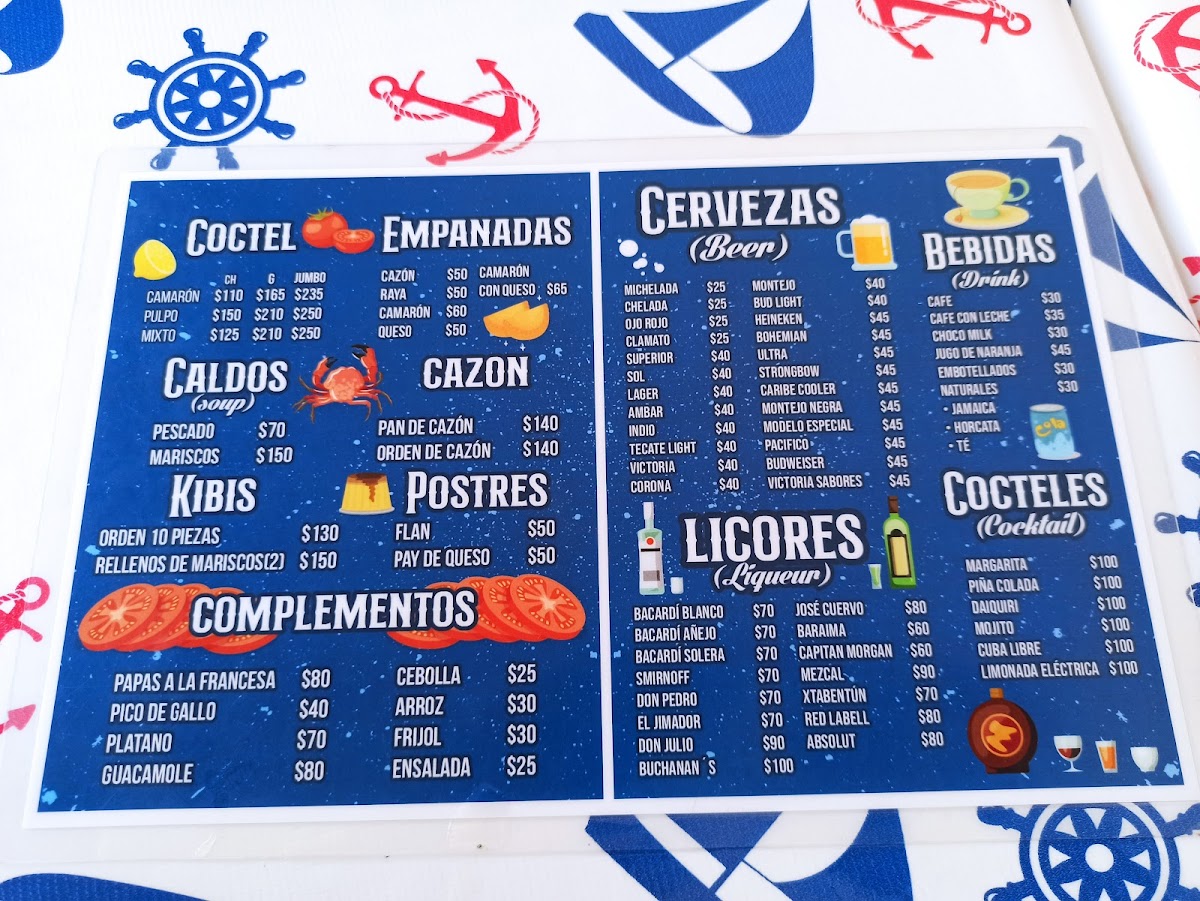 COCTEL
CH G JUMBO
CAMARÓN $110 $165 $235
PULPO $150 $210 $250
MIXTO $125 $210 $250
EMPANADAS
CAZÓN $50
RAYA $50
CAMARÓN $60
QUESO $50
CAMARÓN
CON QUESO $65
CALDOS
(soup)
PESCADO $70
MARISCOS $150
CAZON
PAN DE CAZÓN $140
ORDEN DE CAZÓN $140
KIBIS
ORDEN 10 PIEZAS $130
RELLENOS DE MARISCOS(2) $150
POSTRES
FLAN $50
PAY DE QUESO $50
COMPLEMENTOS
PAPAS A LA FRANCESA $80
PICO DE GALLO $40
PLATANO $70
GUACAMOLE $80
CEBOLLA $25
ARROZ $30
FRIJOL $30
ENSALADA $25
CERVEZAS
(Beer)
MICHELADA $25
CHELADA $25
OJO ROJO $25
CLAMATO $25
SUPERIOR $40
SOL $40
LAGER $40
AMBAR $40
INDIO $40
TECATE LIGHT $40
VICTORIA $40
CORONA $40
MONTEJO $40
BUD LIGHT $40
HEINEKEN $45
BOHEMIAN $45
ULTRA $45
STRONGBOW $45
CARIBE COOLER $45
MONTEJO NEGRA $45
MODELO ESPECIAL $45
PACIFICO $45
BUDWEISER $45
VICTORIA SABORES $45
BEBIDAS
(Drink)
CAFE $30
CAFE CON LECHE $35
CHOCO MILK $30
JUGO DE NARANJA $45
EMBOTELLADOS $30
NATURALES $30
• JAMAICA
• HORCATA
• TÉ
Cola
LICORES
(Liqueur)
BACARDÍ BLANCO $70
BACARDÍ AÑEJO $70
BACARDÍ SOLERA $70
SMIRNOFF $70
DON PEDRO $70
EL JIMADOR $70
DON JULIO $90
BUCHANAN´S $100
JOSÉ CUERVO $80
BARAIMA $60
CAPITAN MORGAN $60
MEZCAL $90
XTABENTÚN $70
RED LABELL $80
ABSOLUT $80
COCTELES
(Cocktail)
MARGARITA $100
PIÑA COLADA $100
DAIQUIRI $100
MOJITO $100
CUBA LIBRE $100
LIMONADA ELÉCTRICA $100